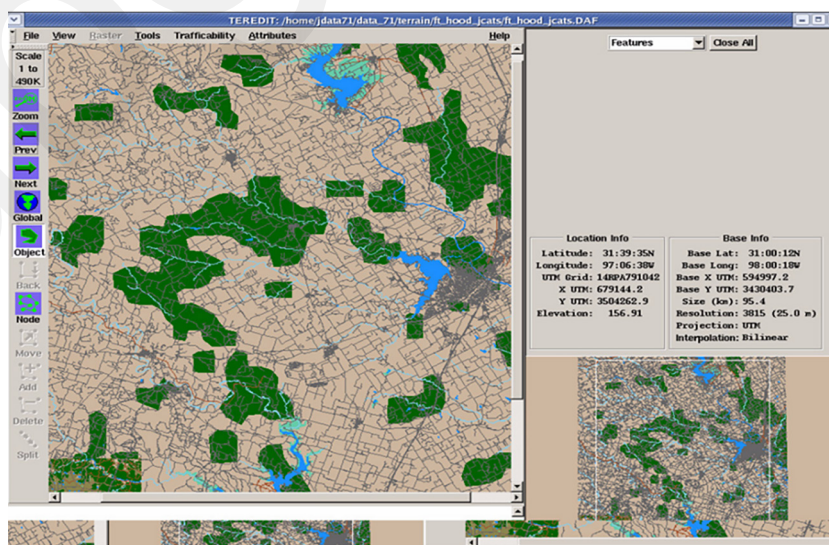 TEREDIT: /home/jdata71/data_71/terrain/ft_hood_jcats/ft_hood_jcats.DAF
File View Raster Tools Trafficability Attributes Help
Scale
1 to
490K
Zoom
Prev
Next
Global
Object
Back
Node
Move
Add
Delete
Split
Features Close All
Location Info
Latitude: 31:39:35N
Longitude: 97:06:38W
UTM Grid: 14RPA791042
X UTM: 679144.2
Y UTM: 3504262.9
Elevation: 156.91
Base Info
Base Lat: 31:00:12N
Base Long: 98:00:18W
Base X UTM: 594997.2
Base Y UTM: 3430403.7
Size (km): 95.4
Resolution: 3815 (25.0 m)
Projection: UTM
Interpolation: Bilinear